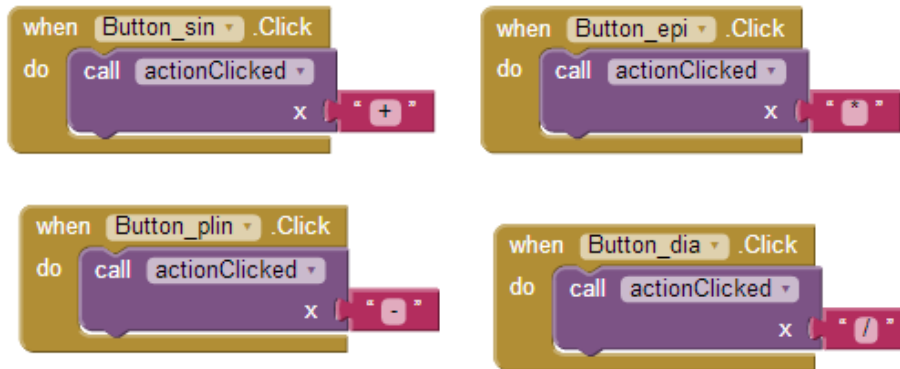 when Button_sin .Click
do call actionClicked
x " + "
when Button_epi .Click
do call actionClicked
x " * "
when Button_plin .Click
do call actionClicked
x " - "
when Button_dia .Click
do call actionClicked
x " / "